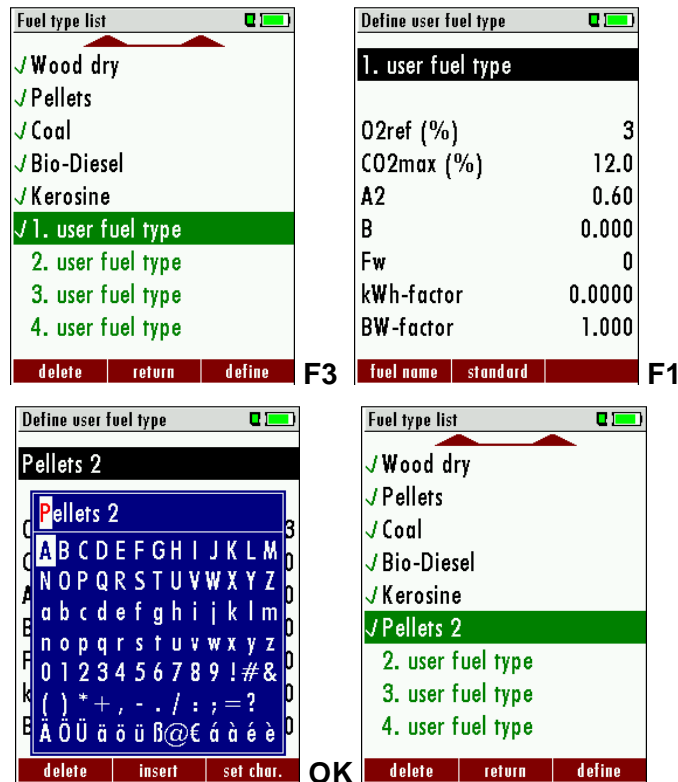 Fuel type list
√ Wood dry
√ Pellets
√ Coal
√ Bio-Diesel
√ Kerosine
√ 1. user fuel type
2. user fuel type
3. user fuel type
4. user fuel type
delete return define
F3
Define user fuel type
1. user fuel type
O2ref (%) 3
CO2max (%) 12.0
A2 0.60
B 0.000
Fw 0
kWh-factor 0.0000
BW-factor 1.000
fuel name standard
F1
Define user fuel type
Pellets 2
Pellets 2
A B C D E F G H I J K L M
N O P Q R S T U V W X Y Z
a b c d e f g h i j k l m
n o p q r s t u v w x y z
0 1 2 3 4 5 6 7 8 9 ! # &
( ) * + , - . / : ; = ?
Ä Ö Ü ä ö ü ß @ € á à é è
delete insert set char.
OK
Fuel type list
√ Wood dry
√ Pellets
√ Coal
√ Bio-Diesel
√ Kerosine
√ Pellets 2
2. user fuel type
3. user fuel type
4. user fuel type
delete return define